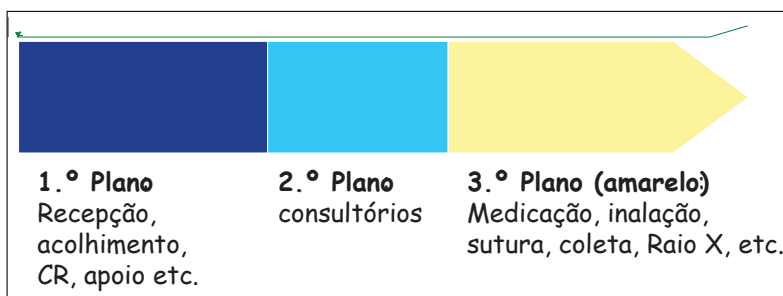 1.º Plano
Recepção,
acolhimento,
CR, apoio etc.
2.º Plano
consultórios
3.º Plano (amarelo:)
Medicação, inalação,
sutura, coleta, Raio X, etc.